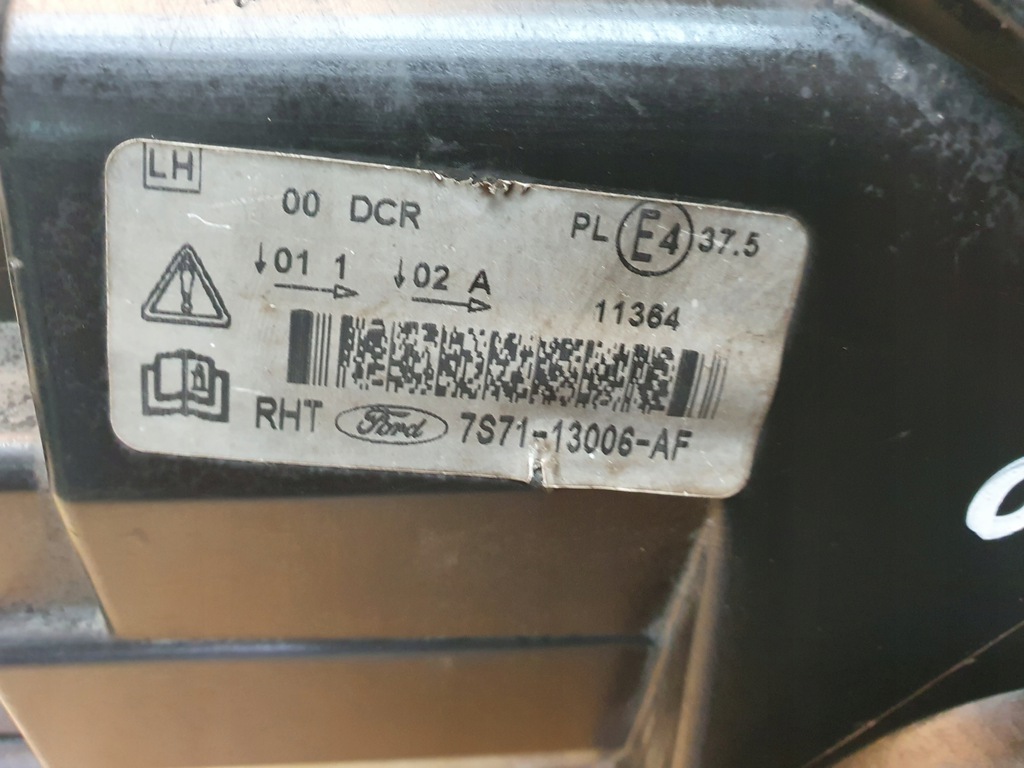 LH
00 DCR
PL E4 37.5
↓01 1 ↓02 A
11364
RHT Ford 7S71-13006-AF